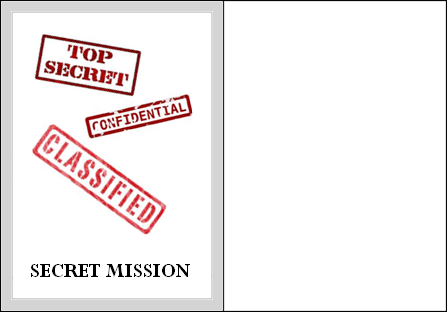 TOP
SECRET
CONFIDENTIAL
CLASSIFIED
SECRET MISSION